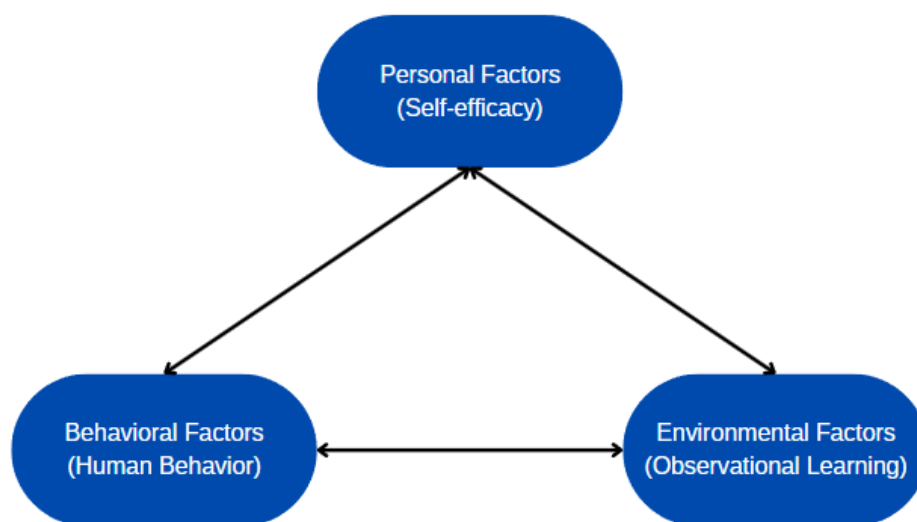 Personal Factors
(Self-efficacy)
Behavioral Factors
(Human Behavior)
Environmental Factors
(Observational Learning)